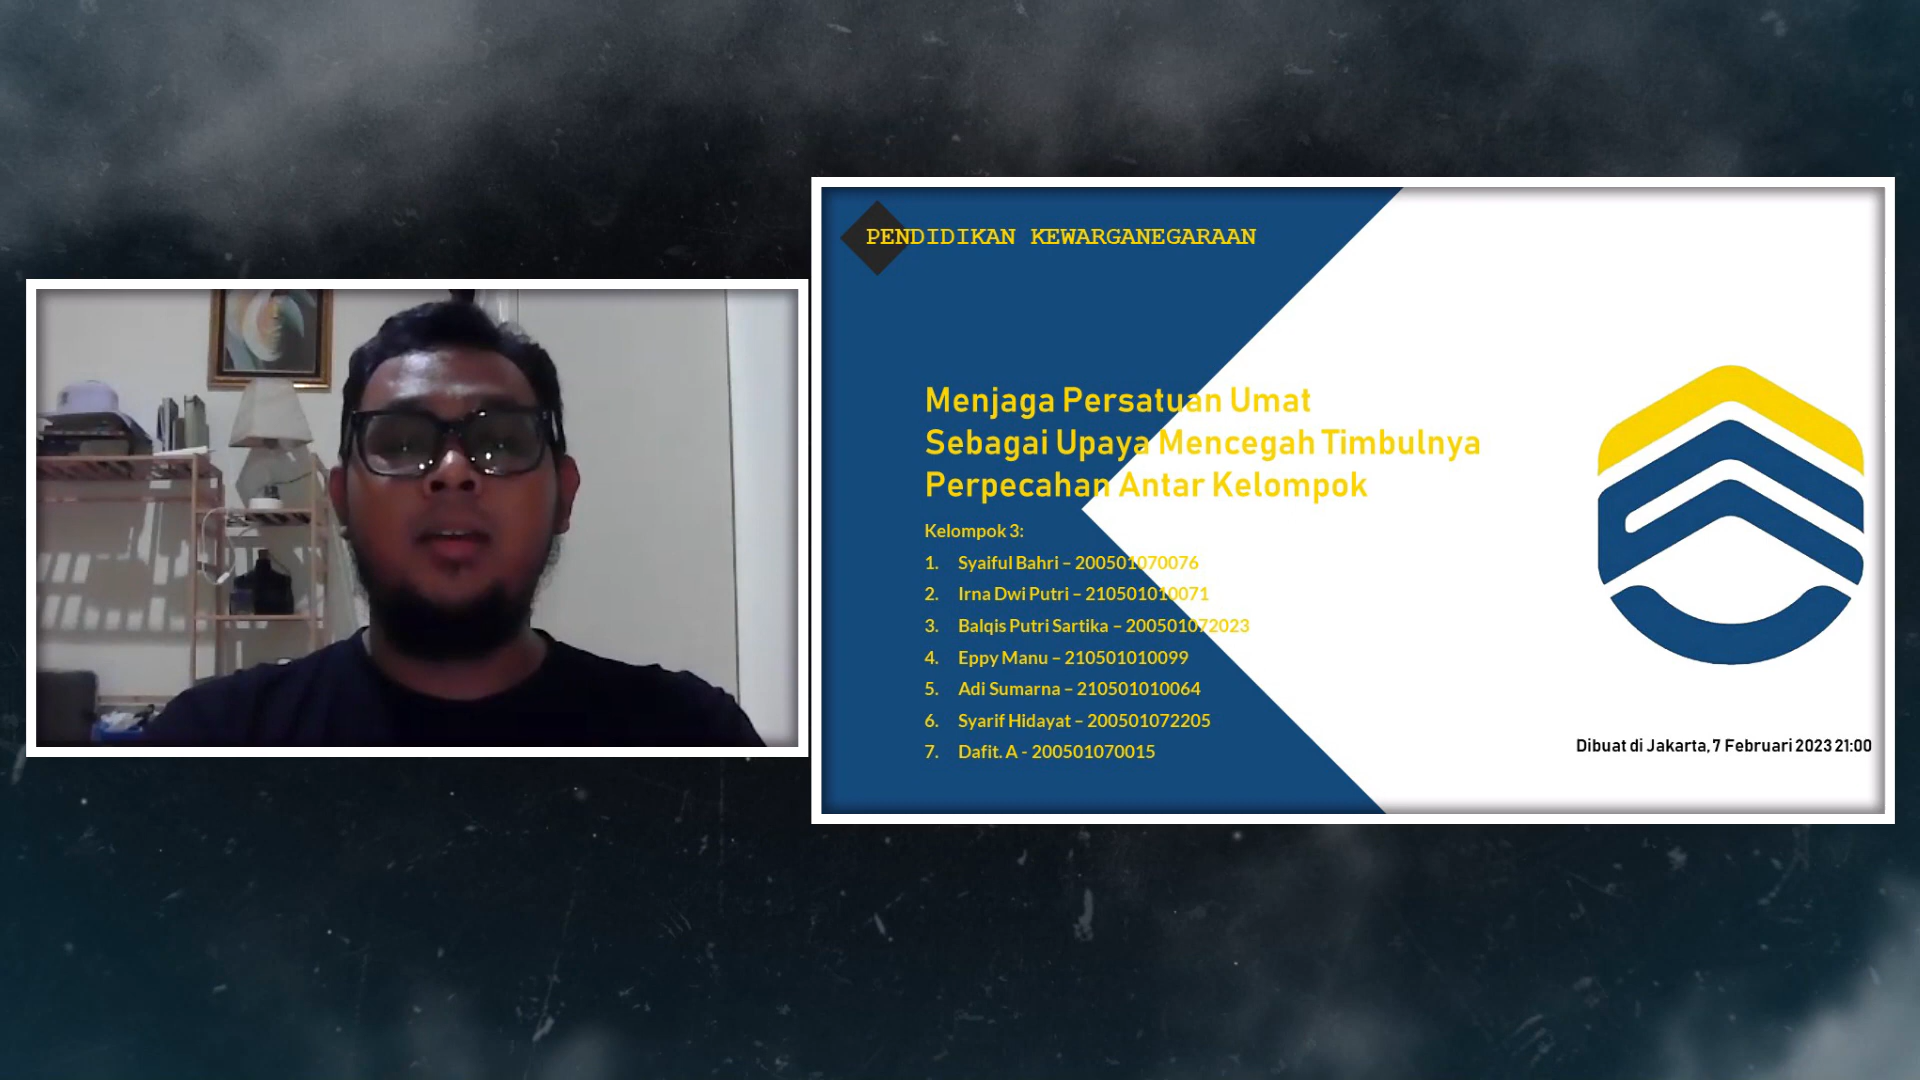 PENDIDIKAN KEWARGANEGARAAN
Menjaga Persatuan Umat
Sebagai Upaya Mencegah Timbulnya
Perpecahan Antar Kelompok
Kelompok 3:
1. Syaiful Bahri – 200501070076
2. Irna Dwi Putri – 210501010071
3. Balqis Putri Sartika – 200501072023
4. Eppy Manu – 210501010099
5. Adi Sumarna – 210501010064
6. Syarif Hidayat – 200501072205
7. Dafit. A - 200501070015
Dibuat di Jakarta, 7 Februari 2023 21:00